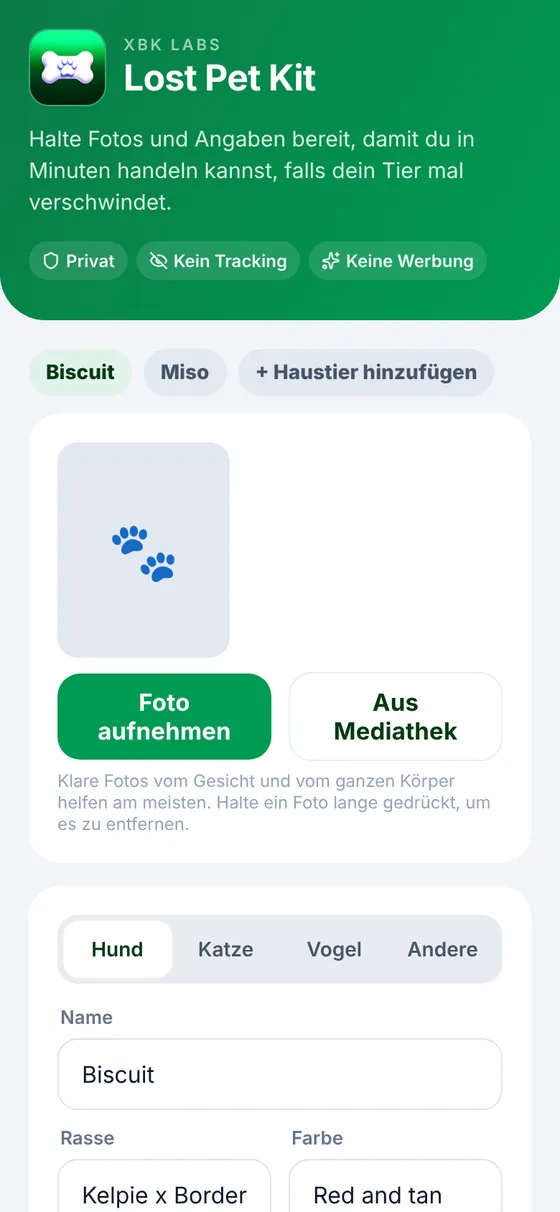 XBK LABS
Lost Pet Kit
Halte Fotos und Angaben bereit, damit du in
Minuten handeln kannst, falls dein Tier mal
verschwindet.
Privat
Kein Tracking
Keine Werbung
Biscuit
Miso
+ Haustier hinzufügen
Foto
aufnehmen
Aus
Mediathek
Klare Fotos vom Gesicht und vom ganzen Körper
helfen am meisten. Halte ein Foto lange gedrückt, um
es zu entfernen.
Hund
Katze
Vogel
Andere
Name
Biscuit
Rasse
Farbe
Kelpie x Border
Red and tan